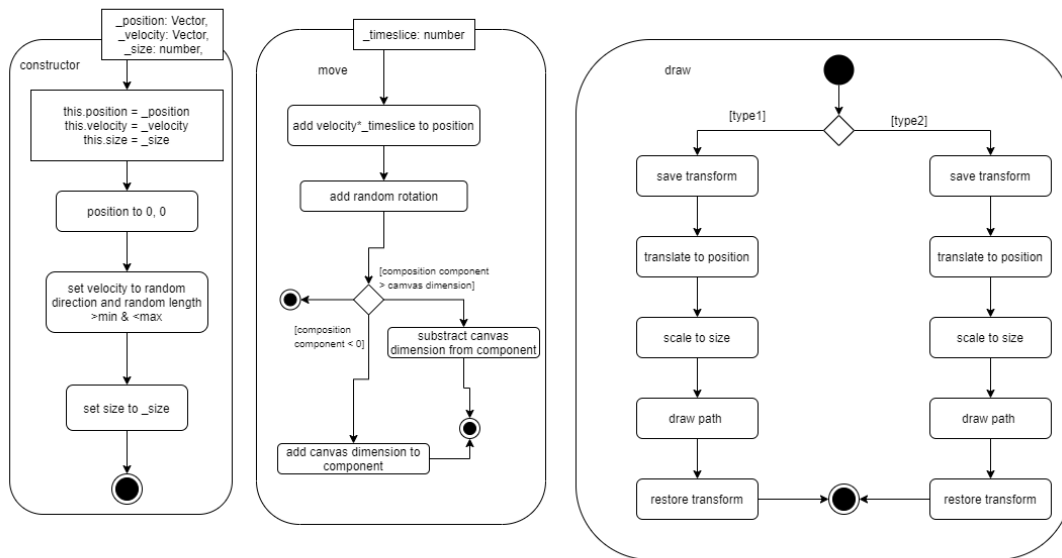 _position: Vector,
_velocity: Vector,
_size: number,
constructor
this.position = _position
this.velocity = _velocity
this.size = _size
position to 0, 0
set velocity to random
direction and random length
>min & <max
set size to _size
_timeslice: number
move
add velocity*_timeslice to position
add random rotation
[composition component
> camvas dimension]
[composition
component < 0]
substract canvas
dimension from component
add canvas dimension to
component
draw
[type1]
[type2]
save transform
translate to position
scale to size
draw path
restore transform
save transform
translate to position
scale to size
draw path
restore transform